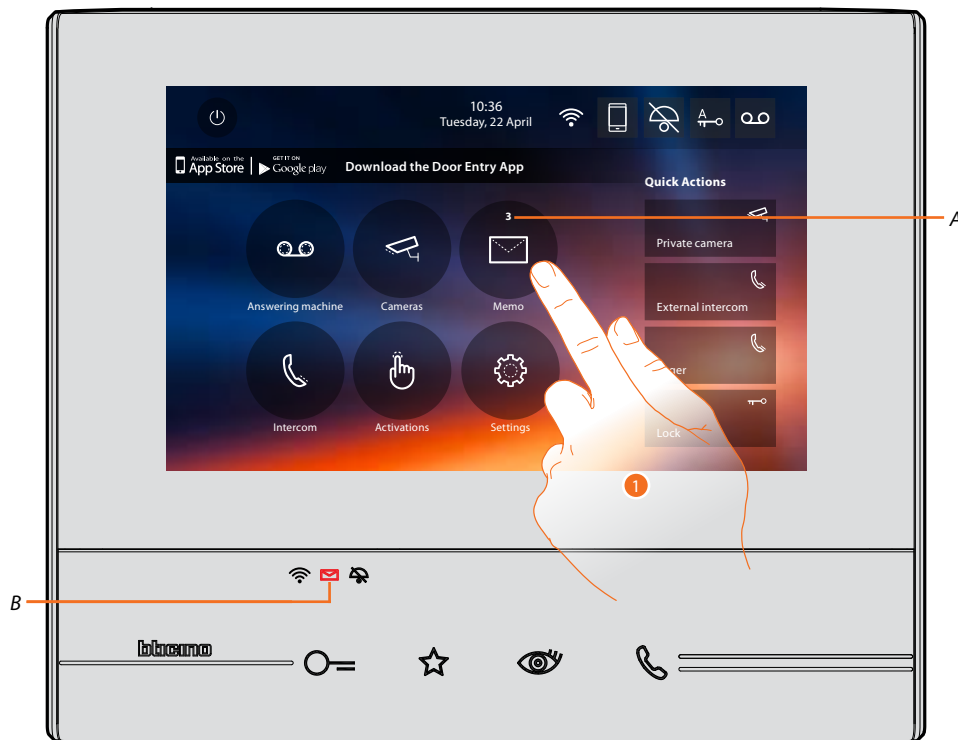 10:36
Tuesday, 22 April
A
Available on the
App Store
GET IT ON
Google play
Download the Door Entry App
Quick Actions
3
A
Private camera
Answering machine
Cameras
Memo
External intercom
Intercom
Activations
Settings
Lock
1
B
bticino